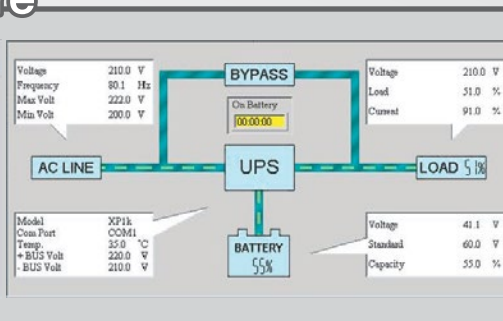 Voltage 210.0 V
Frequency 80.1 Hz
Max Volt 222.0 V
Min Volt 200.0 V
BYPASS
On Battery
00:00:00
Voltage 210.0 V
Load 51.0 %
Current 91.0 %
AC LINE
UPS
LOAD 51%
Model XP1k
Com Port COM1
Temp. 35.0 °C
+ BUS Volt 220.0 V
- BUS Volt 210.0 V
BATTERY
55%
Voltage 41.1 V
Standard 60.0 V
Capacity 55.0 %